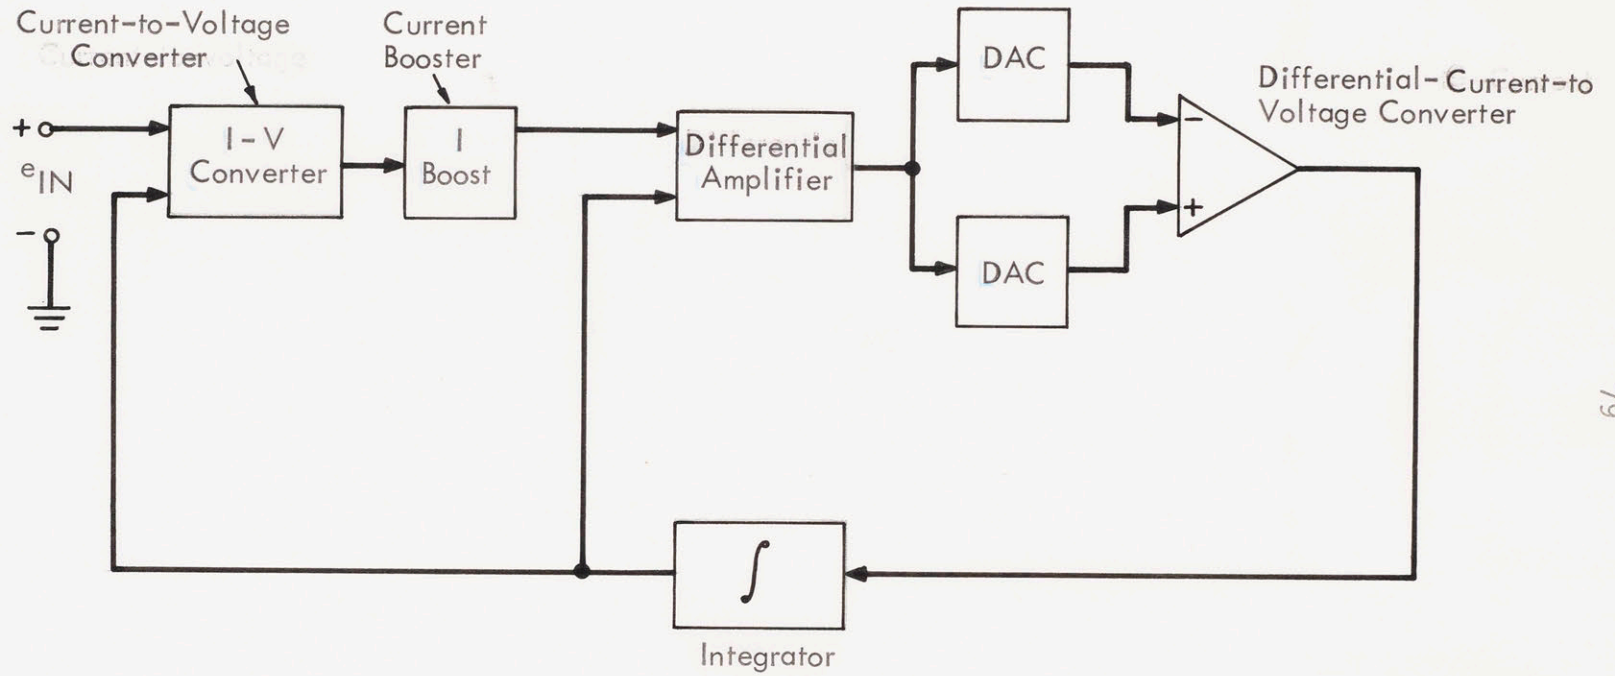 Current-to-Voltage
Converter
Current
Booster
I-V
Converter
I
Boost
+
eIN
-
Differential
Amplifier
DAC
DAC
-
+
Differential-Current-to
Voltage Converter
∫
Integrator
79